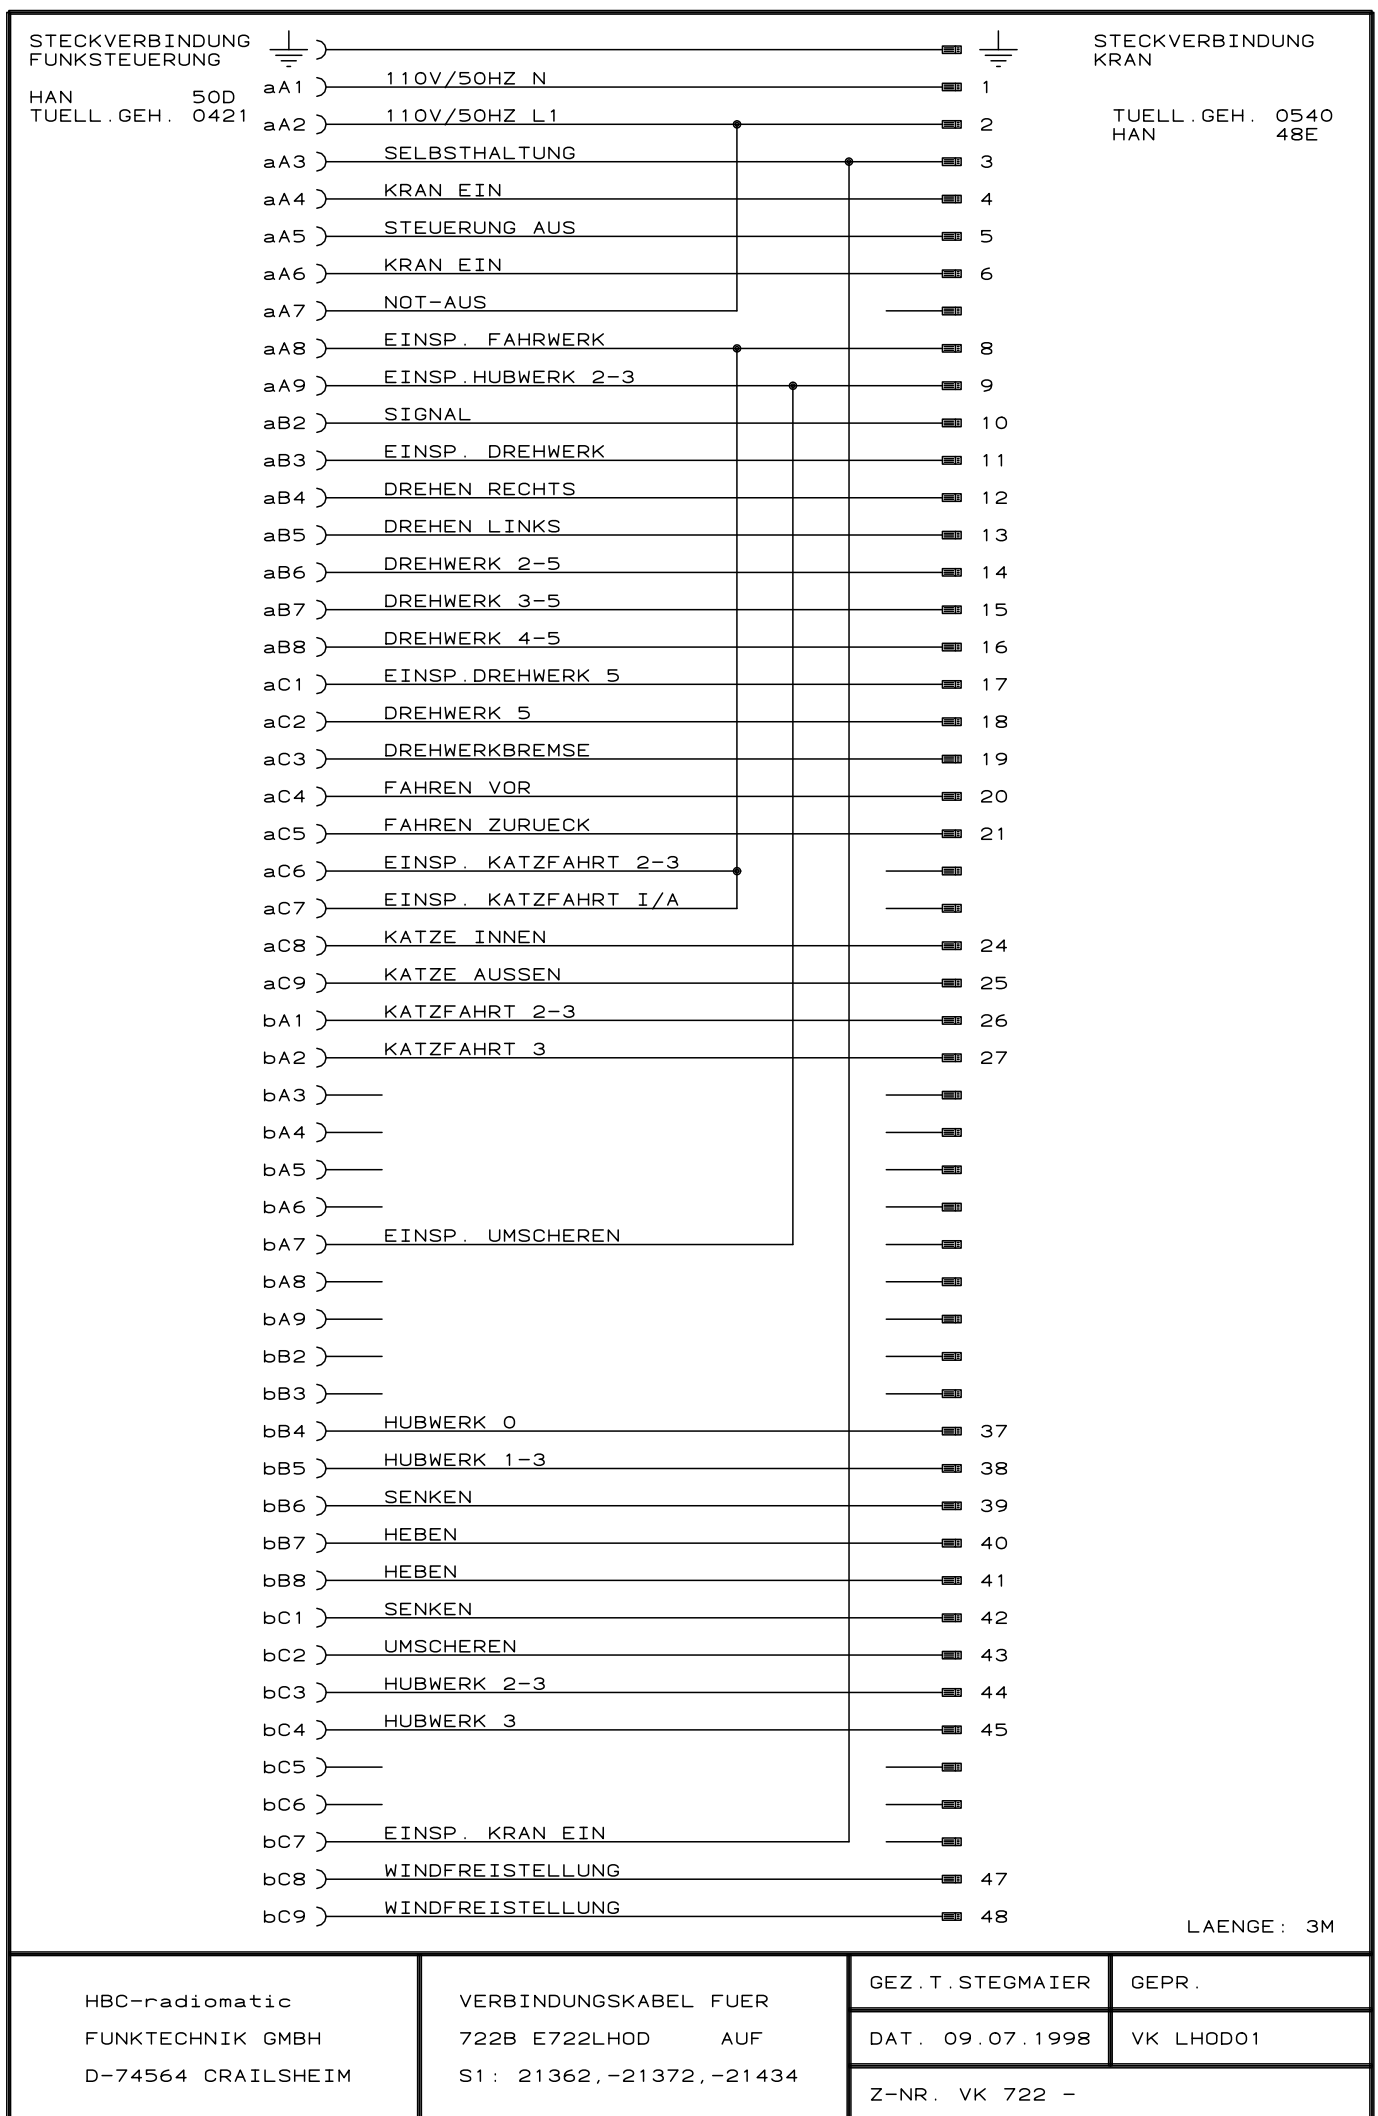 STECKVERBINDUNG
FUNKSTEUERUNG
HAN 50D
TUELL.GEH. 0421
STECKVERBINDUNG
KRAN
TUELL.GEH. 0540
HAN 48E
aA1 110V/50HZ N 1
aA2 110V/50HZ L1 2
aA3 SELBSTHALTUNG 3
aA4 KRAN EIN 4
aA5 STEUERUNG AUS 5
aA6 KRAN EIN 6
aA7 NOT-AUS
aA8 EINSP. FAHRWERK 8
aA9 EINSP.HUBWERK 2-3 9
aB2 SIGNAL 10
aB3 EINSP. DREHWERK 11
aB4 DREHEN RECHTS 12
aB5 DREHEN LINKS 13
aB6 DREHWERK 2-5 14
aB7 DREHWERK 3-5 15
aB8 DREHWERK 4-5 16
aC1 EINSP.DREHWERK 5 17
aC2 DREHWERK 5 18
aC3 DREHWERKBREMSE 19
aC4 FAHREN VOR 20
aC5 FAHREN ZURUECK 21
aC6 EINSP. KATZFAHRT 2-3
aC7 EINSP. KATZFAHRT I/A
aC8 KATZE INNEN 24
aC9 KATZE AUSSEN 25
bA1 KATZFAHRT 2-3 26
bA2 KATZFAHRT 3 27
bA3
bA4
bA5
bA6
bA7 EINSP. UMSCHEREN
bA8
bA9
bB2
bB3
bB4 HUBWERK 0 37
bB5 HUBWERK 1-3 38
bB6 SENKEN 39
bB7 HEBEN 40
bB8 HEBEN 41
bC1 SENKEN 42
bC2 UMSCHEREN 43
bC3 HUBWERK 2-3 44
bC4 HUBWERK 3 45
bC5
bC6
bC7 EINSP. KRAN EIN
bC8 WINDFREISTELLUNG 47
bC9 WINDFREISTELLUNG 48
LAENGE: 3M
HBC-radiomatic
FUNKTECHNIK GMBH
D-74564 CRAILSHEIM
VERBINDUNGSKABEL FUER
722B E722LHOD AUF
S1: 21362,-21372,-21434
GEZ.T.STEGMAIER
GEPR.
DAT. 09.07.1998
VK LHOD01
Z-NR. VK 722 -